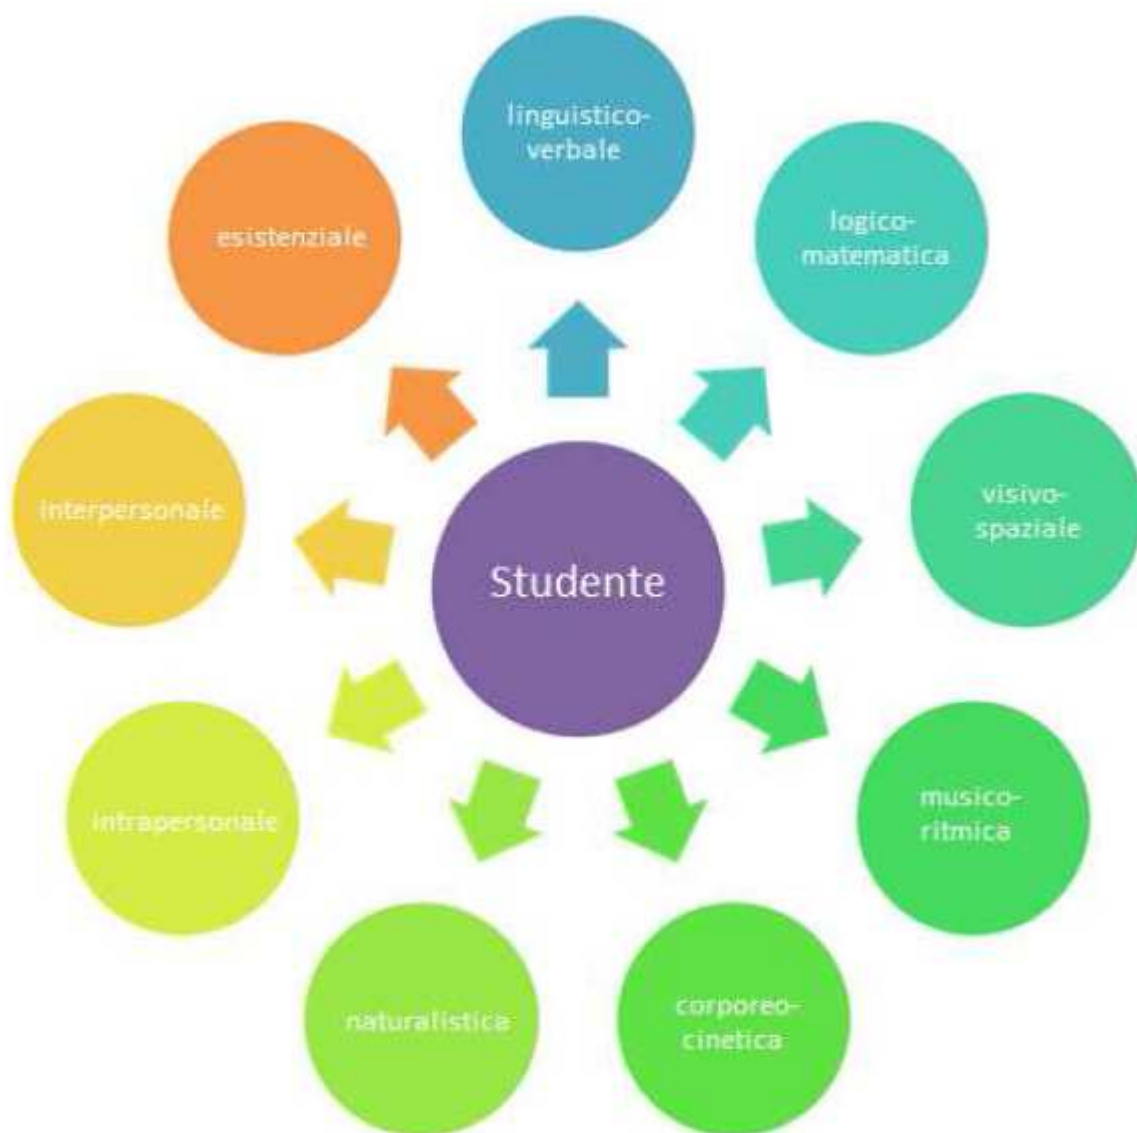 linguistico-
verbale
logico-
matematica
visivo-
spaziale
musico-
ritmica
corporeo-
cinetica
naturalistica
intrapersonale
interpersonale
esistenziale
Studente